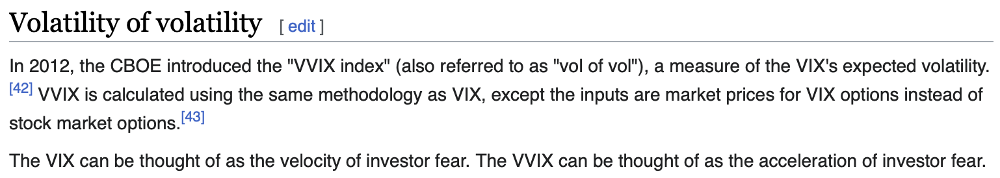 Volatility of volatility [ edit ]
In 2012, the CBOE introduced the "VVIX index" (also referred to as "vol of vol"), a measure of the VIX's expected volatility.
[42] VVIX is calculated using the same methodology as VIX, except the inputs are market prices for VIX options instead of
stock market options.[43]
The VIX can be thought of as the velocity of investor fear. The VVIX can be thought of as the acceleration of investor fear.